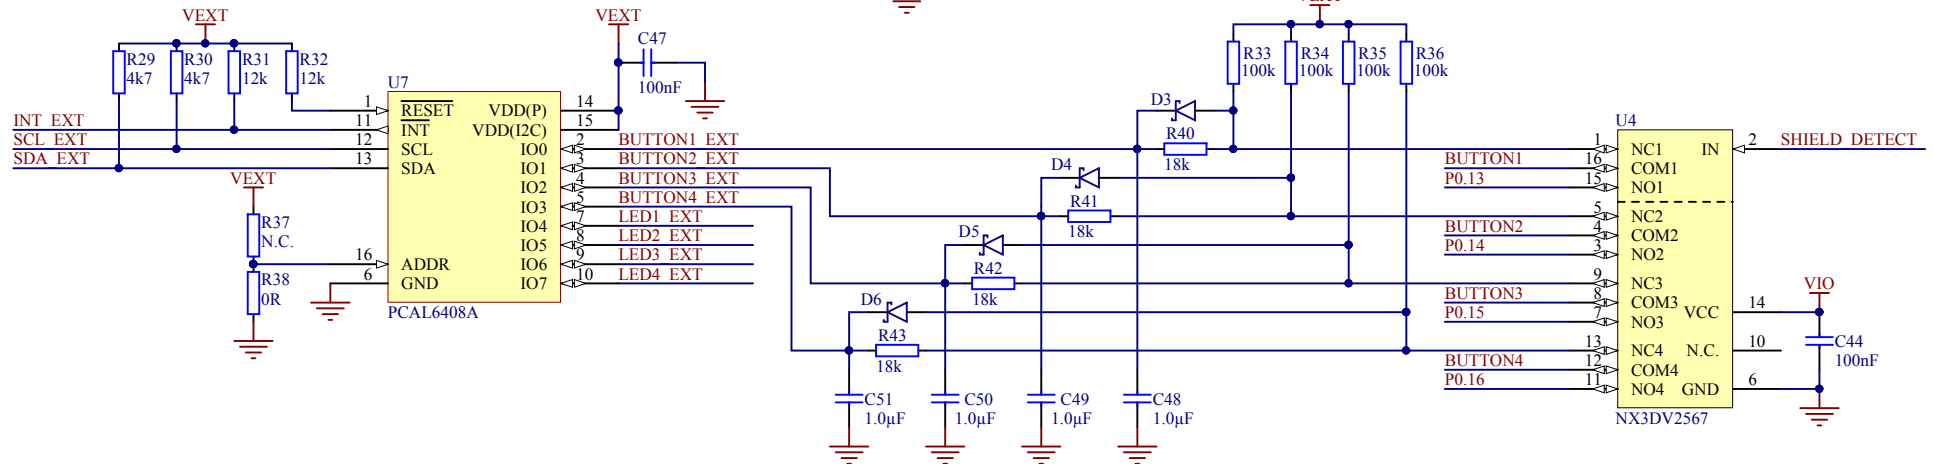 VEXT
R29
4k7
R30
4k7
R31
12k
R32
12k
INT_EXT
SCL_EXT
SDA_EXT
VEXT
R37
N.C.
R38
0R
VEXT
C47
100nF
U7
1 RESET
11 INT
12 SCL
13 SDA
16 ADDR
6 GND
VDD(P) 14
VDD(I2C) 15
IO0 2 BUTTON1_EXT
IO1 3 BUTTON2_EXT
IO2 4 BUTTON3_EXT
IO3 5 BUTTON4_EXT
IO4 7 LED1_EXT
IO5 8 LED2_EXT
IO6 9 LED3_EXT
IO7 10 LED4_EXT
PCAL6408A
R33
100k
R34
100k
R35
100k
R36
100k
D3
R40
18k
D4
R41
18k
D5
R42
18k
D6
R43
18k
C51
1.0µF
C50
1.0µF
C49
1.0µF
C48
1.0µF
U4
1 NC1
BUTTON1 16 COM1
P0.13 15 NO1
5 NC2
BUTTON2 4 COM2
P0.14 3 NO2
9 NC3
BUTTON3 8 COM3
P0.15 7 NO3
13 NC4
BUTTON4 12 COM4
P0.16 11 NO4
IN 2 SHIELD_DETECT
VCC 14
N.C. 10
GND 6
NX3DV2567
VIO
C44
100nF